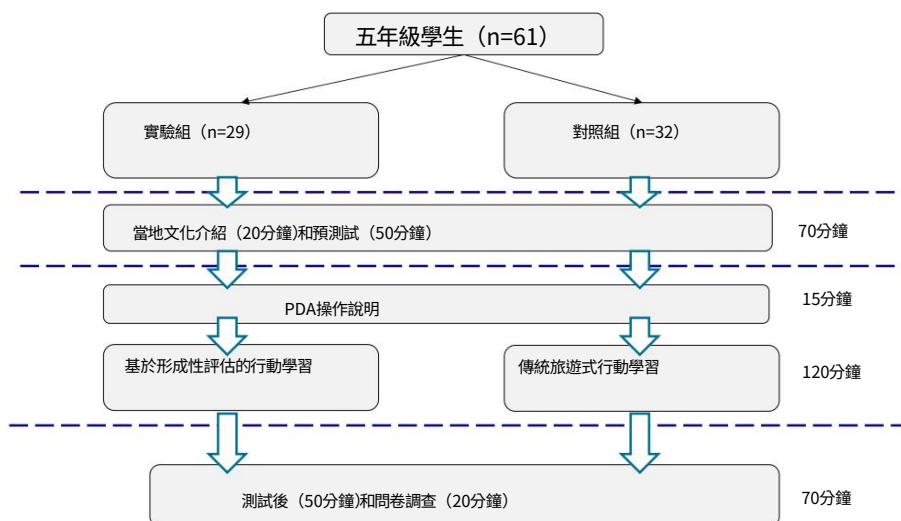 五年級學生（n=61）
實驗組（n=29）
對照組（n=32）
當地文化介紹（20分鐘)和預測試（50分鐘）
70分鐘
PDA操作說明
15分鐘
基於形成性評估的行動學習
傳統旅遊式行動學習
120分鐘
測試後（50分鐘)和問卷調查（20分鐘）
70分鐘